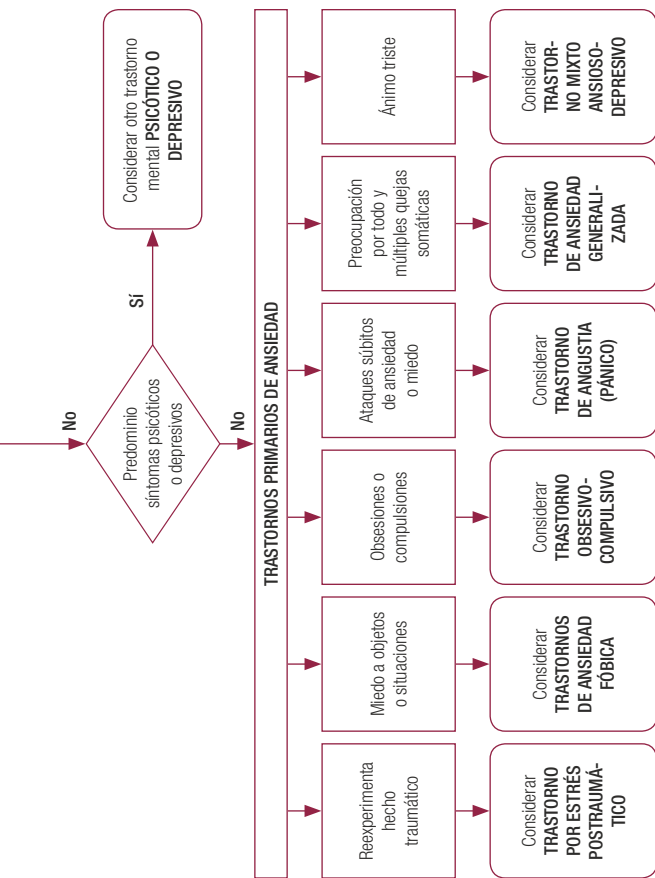 No
Predominio
síntomas psicóticos
o depresivos
Sí
Considerar otro trastorno
mental PSICÓTICO O
DEPRESIVO
No
TRASTORNOS PRIMARIOS DE ANSIEDAD
Reexperimenta
hecho
traumático
Miedo a objetos
o situaciones
Obsesiones o
compulsiones
Ataques súbitos
de ansiedad
o miedo
Preocupación
por todo y
múltiples quejas
somáticas
Ánimo triste
Considerar
TRASTORNO
POR ESTRÉS
POSTRAUMÁ-
TICO
Considerar
TRASTORNOS
DE ANSIEDAD
FÓBICA
Considerar
TRASTORNO
OBSESIVO-
COMPULSIVO
Considerar
TRASTORNO
DE ANGUSTIA
(PÁNICO)
Considerar
TRASTORNO
DE ANSIEDAD
GENERALI-
ZADA
Considerar
TRASTOR-
NO MIXTO
ANSIOSO-
DEPRESIVO